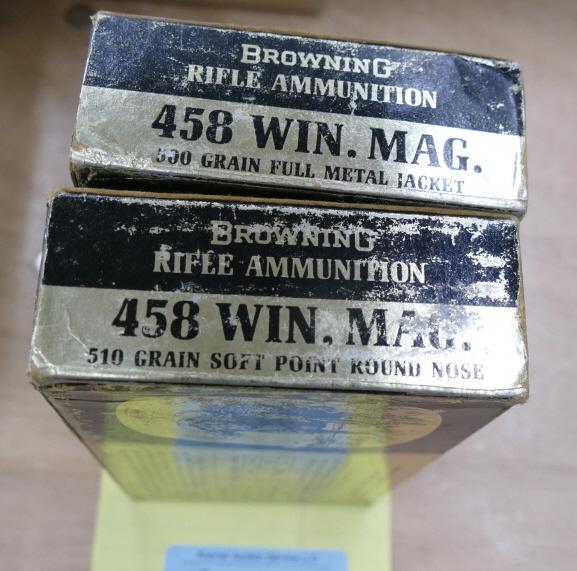 BROWNING
RIFLE AMMUNITION
458 WIN. MAG.
500 GRAIN FULL METAL JACKET
BROWNING
RIFLE AMMUNITION
458 WIN. MAG.
510 GRAIN SOFT POINT ROUND NOSE